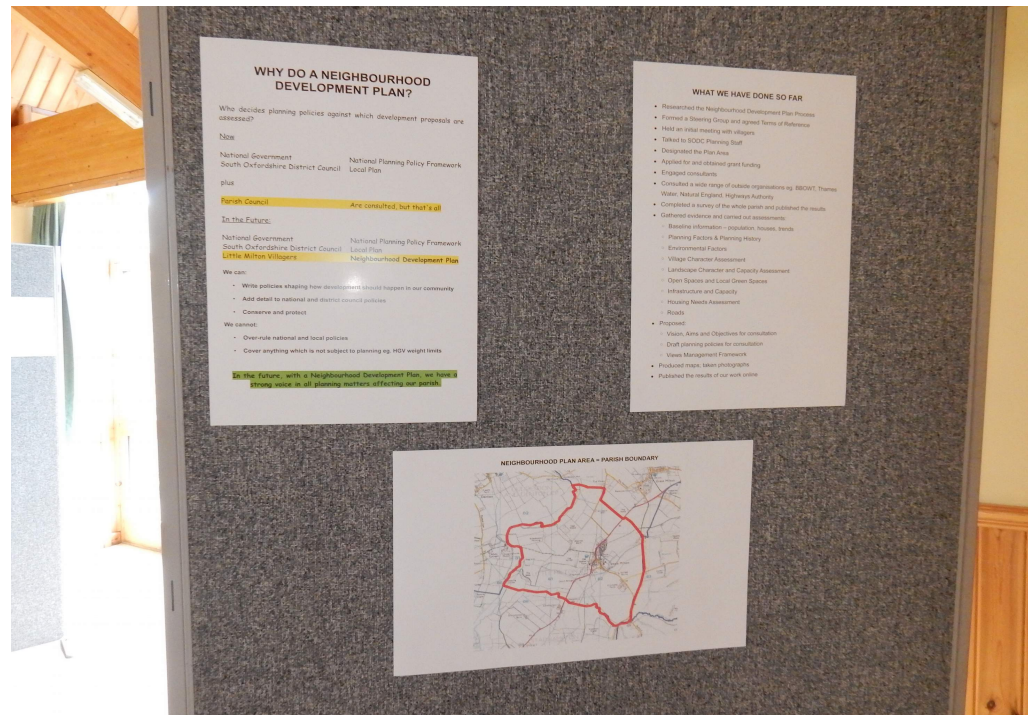 WHY DO A NEIGHBOURHOOD
DEVELOPMENT PLAN?
Who decides planning policies against which development proposals are
assessed?
Now
National Government National Planning Policy Framework
South Oxfordshire District Council Local Plan
plus
Parish Council Are consulted, but that's all
In the Future:
National Government National Planning Policy Framework
South Oxfordshire District Council Local Plan
Little Milton Villagers Neighbourhood Development Plan
We can:
• Write policies shaping how development should happen in our community
• Add detail to national and district council policies
• Conserve and protect
We cannot:
• Over-rule national and local policies
• Cover anything which is not subject to planning eg. HGV weight limits
In the future, with a Neighbourhood Development Plan, we have a
strong voice in all planning matters affecting our parish.
WHAT WE HAVE DONE SO FAR
• Researched the Neighbourhood Development Plan Process
• Formed a Steering Group and agreed Terms of Reference
• Held an initial meeting with villagers
• Talked to SODC Planning Staff
• Designated the Plan Area
• Applied for and obtained grant funding
• Engaged consultants
• Consulted a wide range of outside organisations eg. BBOWT, Thames
Water, Natural England, Highways Authority
• Completed a survey of the whole parish and published the results
• Gathered evidence and carried out assessments:
Baseline information – population, houses, trends
Planning Factors & Planning History
Environmental Factors
Village Character Assessment
Landscape Character and Capacity Assessment
Open Spaces and Local Green Spaces
Infrastructure and Capacity
Housing Needs Assessment
Roads
• Proposed:
Vision, Aims and Objectives for consultation
Draft planning policies for consultation
Views Management Framework
• Produced maps, taken photographs
• Published the results of our work online
NEIGHBOURHOOD PLAN AREA = PARISH BOUNDARY